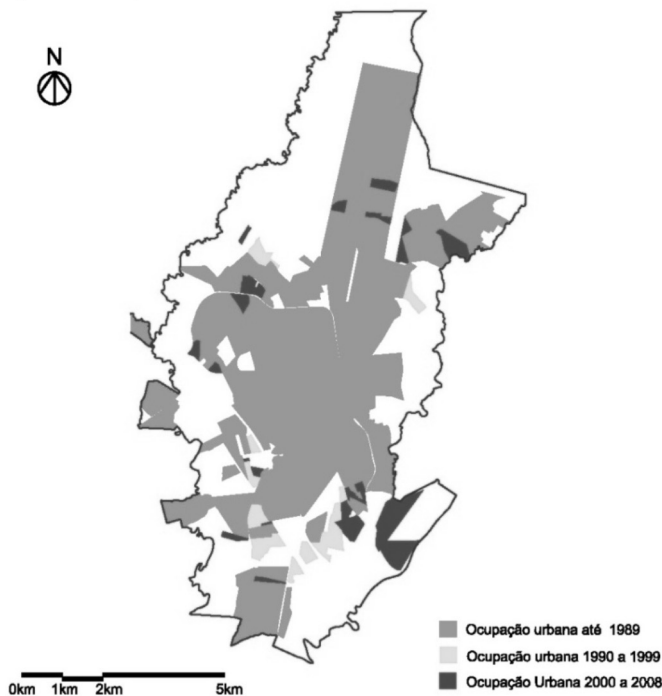 N
Ocupação urbana até 1989
Ocupação urbana 1990 a 1999
Ocupação Urbana 2000 a 2008
0km 1km 2km 5km